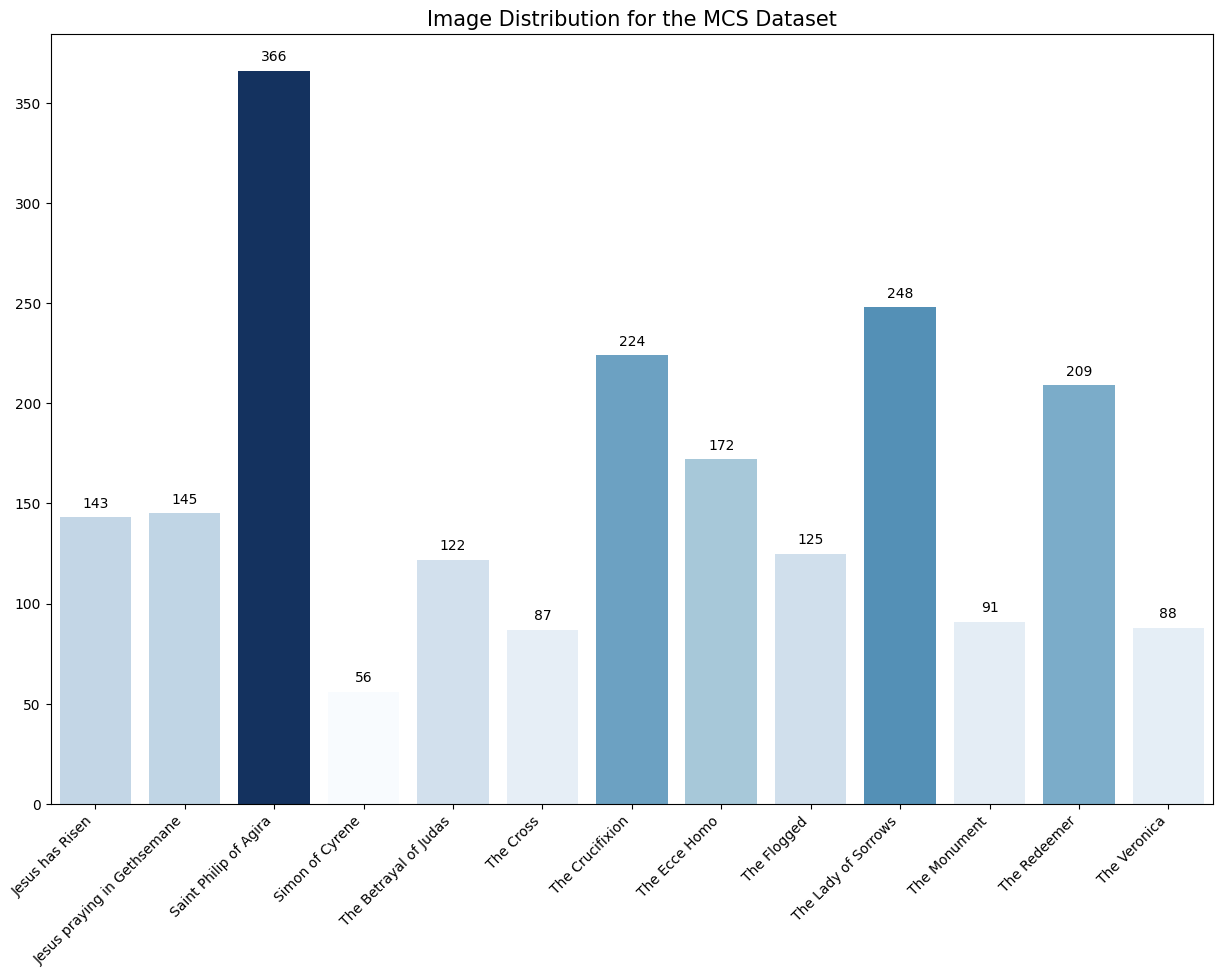 Image Distribution for the MCS Dataset
366
350
300
250
248
224
209
200
172
150
143
145
122
125
100
87
91
88
56
50
0
Jesus has Risen
Jesus praying in Gethsemane
Saint Philip of Agira
Simon of Cyrene
The Betrayal of Judas
The Cross
The Crucifixion
The Ecce Homo
The Flogged
The Lady of Sorrows
The Monument
The Redeemer
The Veronica